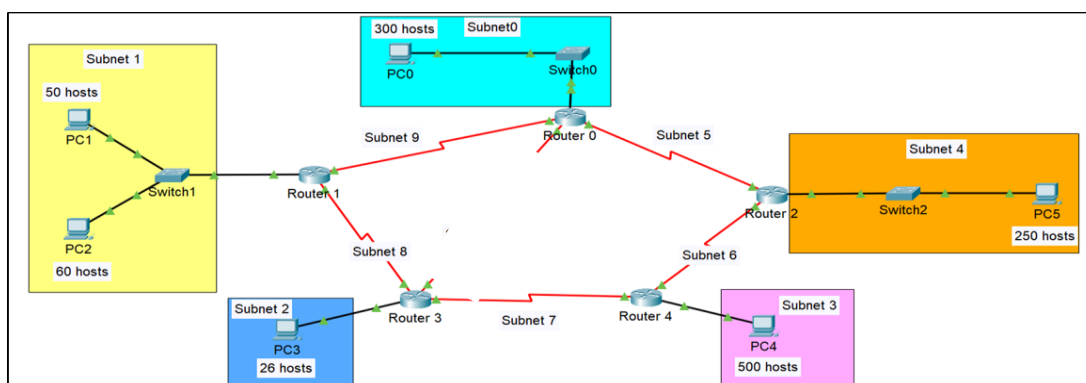 300 hosts
Subnet0
PC0
Switch0
Router 0
Subnet 1
50 hosts
PC1
Switch1
PC2
60 hosts
Subnet 9
Router 1
Subnet 5
Subnet 4
Router 2
Switch2
PC5
250 hosts
Subnet 8
Subnet 6
Subnet 2
PC3
26 hosts
Router 3
Subnet 7
Router 4
Subnet 3
PC4
500 hosts